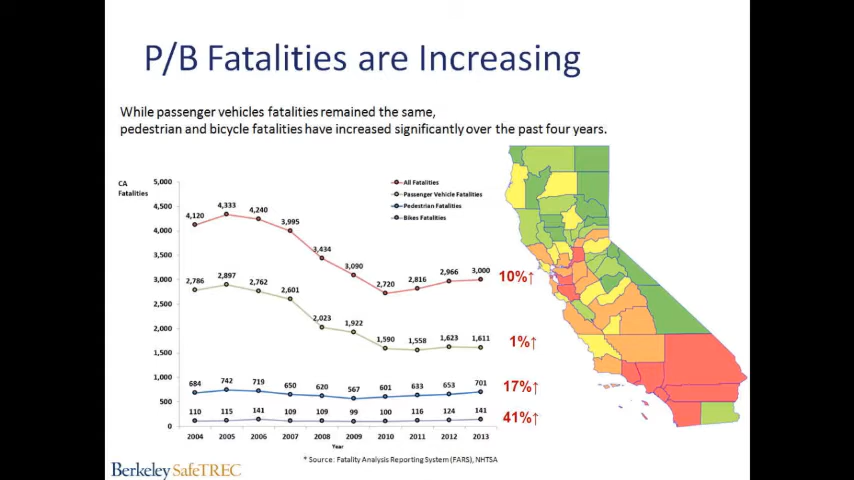 P/B Fatalities are Increasing
While passenger vehicles fatalities remained the same,
pedestrian and bicycle fatalities have increased significantly over the past four years.
CA
Fatalities
5,000
4,500
4,000
3,500
3,000
2,500
2,000
1,500
1,000
500
0
All Fatalities
Passenger Vehicle Fatalities
Pedestrian Fatalities
Bikes Fatalities
4,120 4,333 4,240 3,995 3,434 3,090 2,720 2,816 2,966 3,000
10%↑
2,786 2,897 2,762 2,601 2,023 1,922 1,590 1,558 1,623 1,611
1%↑
684 742 719 650 620 567 601 633 653 701
17%↑
110 115 141 109 109 99 100 116 124 141
41%↑
2004 2005 2006 2007 2008 2009 2010 2011 2012 2013
Year
* Source: Fatality Analysis Reporting System (FARS), NHTSA
Berkeley SafeTREC